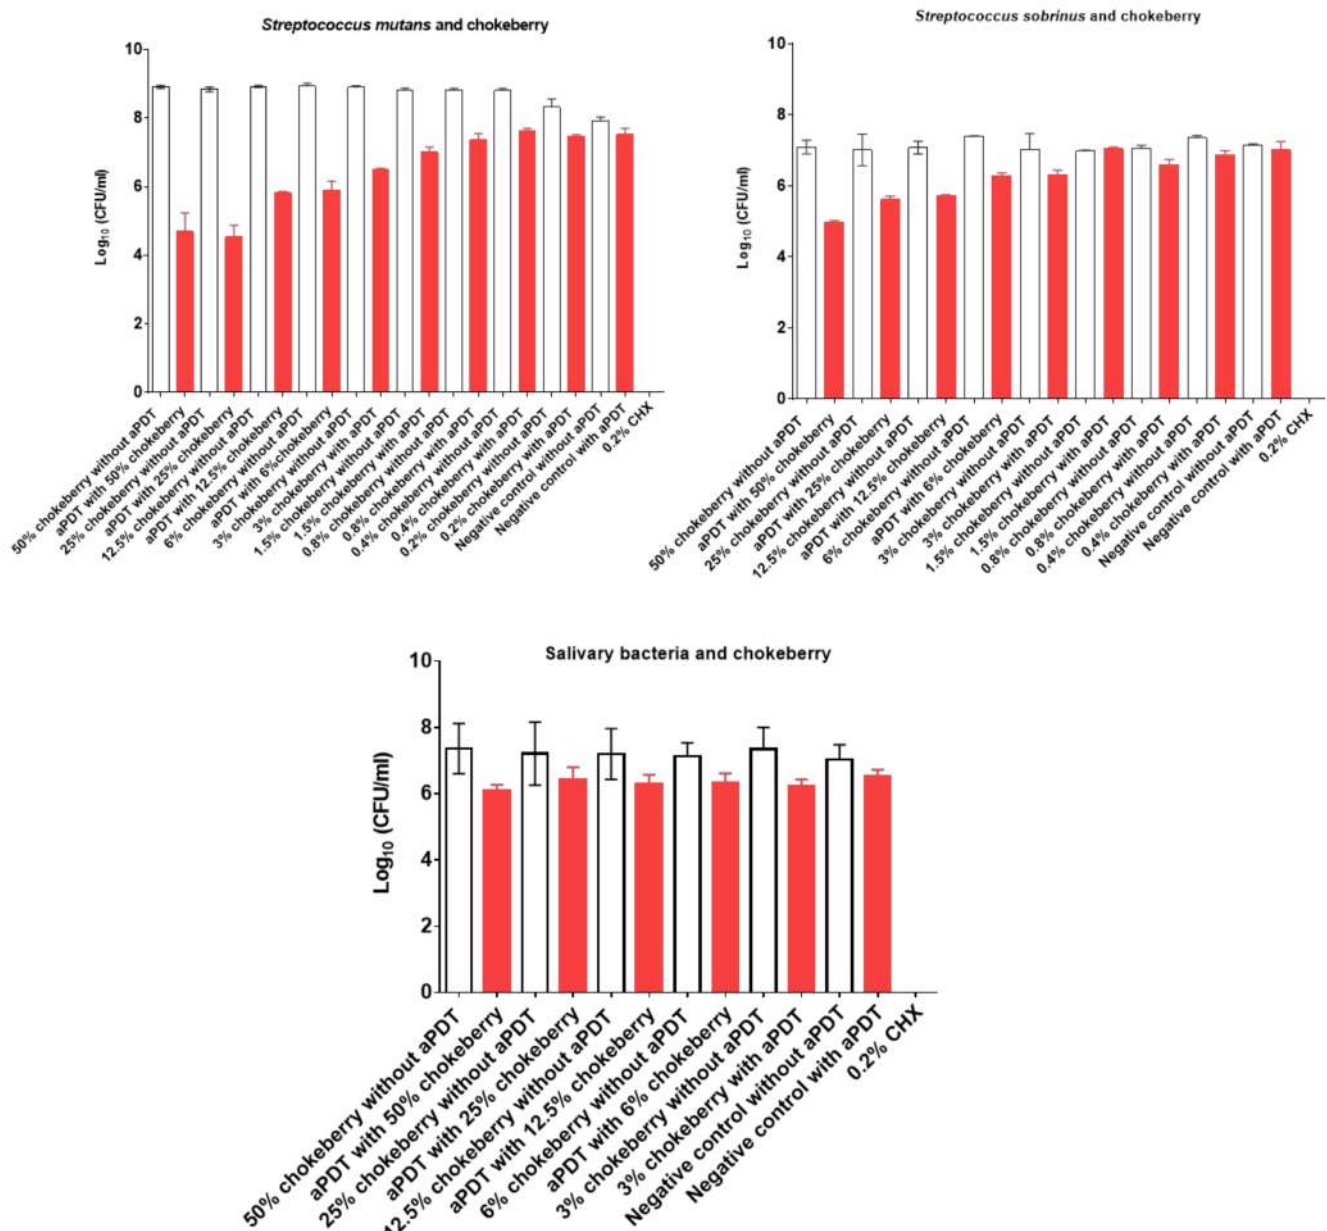 Streptococcus mutans and chokeberry
Log10 (CFU/ml)
10
8
6
4
2
0
50% chokeberry without aPDT
aPDT with 50% chokeberry
25% chokeberry without aPDT
aPDT with 25% chokeberry
12.5% chokeberry without aPDT
aPDT with 12.5% chokeberry
6% chokeberry without aPDT
aPDT with 6%chokeberry
3% chokeberry without aPDT
3% chokeberry with aPDT
1.5% chokeberry without aPDT
1.5% chokeberry with aPDT
0.8% chokeberry without aPDT
0.8% chokeberry with aPDT
0.4% chokeberry without aPDT
0.4% chokeberry with aPDT
0.2% chokeberry without aPDT
0.2% chokeberry with aPDT
Negative control without aPDT
Negative control with aPDT
0.2% CHX
Streptococcus sobrinus and chokeberry
Log10 (CFU/ml)
10
8
6
4
2
0
50% chokeberry without aPDT
aPDT with 50% chokeberry
25% chokeberry without aPDT
aPDT with 25% chokeberry
12.5% chokeberry without aPDT
aPDT with 12.5% chokeberry
6% chokeberry without aPDT
aPDT with 6% chokeberry
3% chokeberry without aPDT
3% chokeberry with aPDT
1.5% chokeberry without aPDT
1.5% chokeberry with aPDT
0.8% chokeberry without aPDT
0.8% chokeberry with aPDT
0.4% chokeberry without aPDT
0.4% chokeberry with aPDT
Negative control without aPDT
Negative control with aPDT
0.2% CHX
Salivary bacteria and chokeberry
Log10 (CFU/ml)
10
8
6
4
2
0
50% chokeberry without aPDT
aPDT with 50% chokeberry
25% chokeberry without aPDT
aPDT with 25% chokeberry
12.5% chokeberry without aPDT
aPDT with 12.5% chokeberry
6% chokeberry without aPDT
aPDT with 6% chokeberry
3% chokeberry without aPDT
3% chokeberry with aPDT
Negative control without aPDT
Negative control with aPDT
0.2% CHX